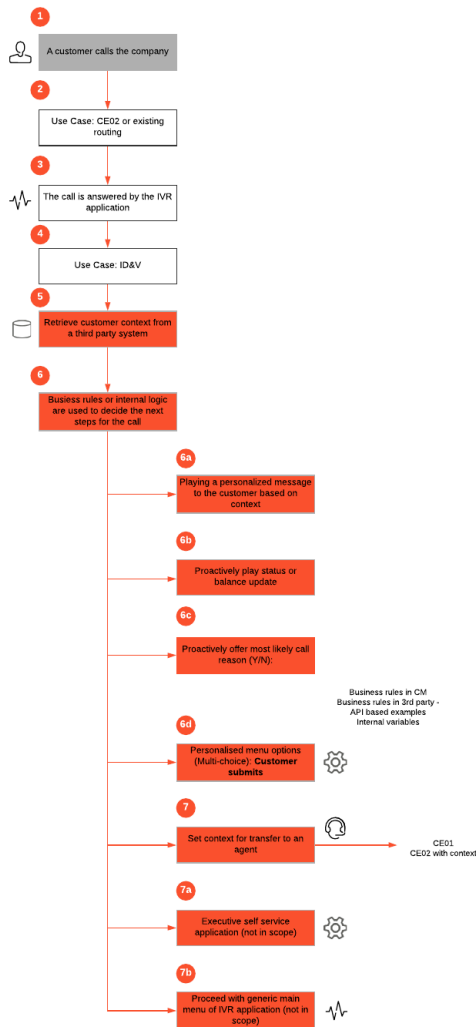 1
A customer calls the company
2
Use Case: CE02 or existing
routing
3
The call is answered by the IVR
application
4
Use Case: ID&V
5
Retrieve customer context from
a third party system
6
Busiess rules or internal logic
are used to decide the next
steps for the call
6a
Playing a personalized message
to the customer based on
context
6b
Proactively play status or
balance update
6c
Proactively offer most likely call
reason (Y/N):
Business rules in CM
Business rules in 3rd party -
API based examples
Internal variables
6d
Personalised menu options
(Multi-choice): Customer
submits
7
Set context for transfer to an
agent
CE01
CE02 with context
7a
Executive self service
application (not in scope)
7b
Proceed with generic main
menu of IVR application (not in
scope)